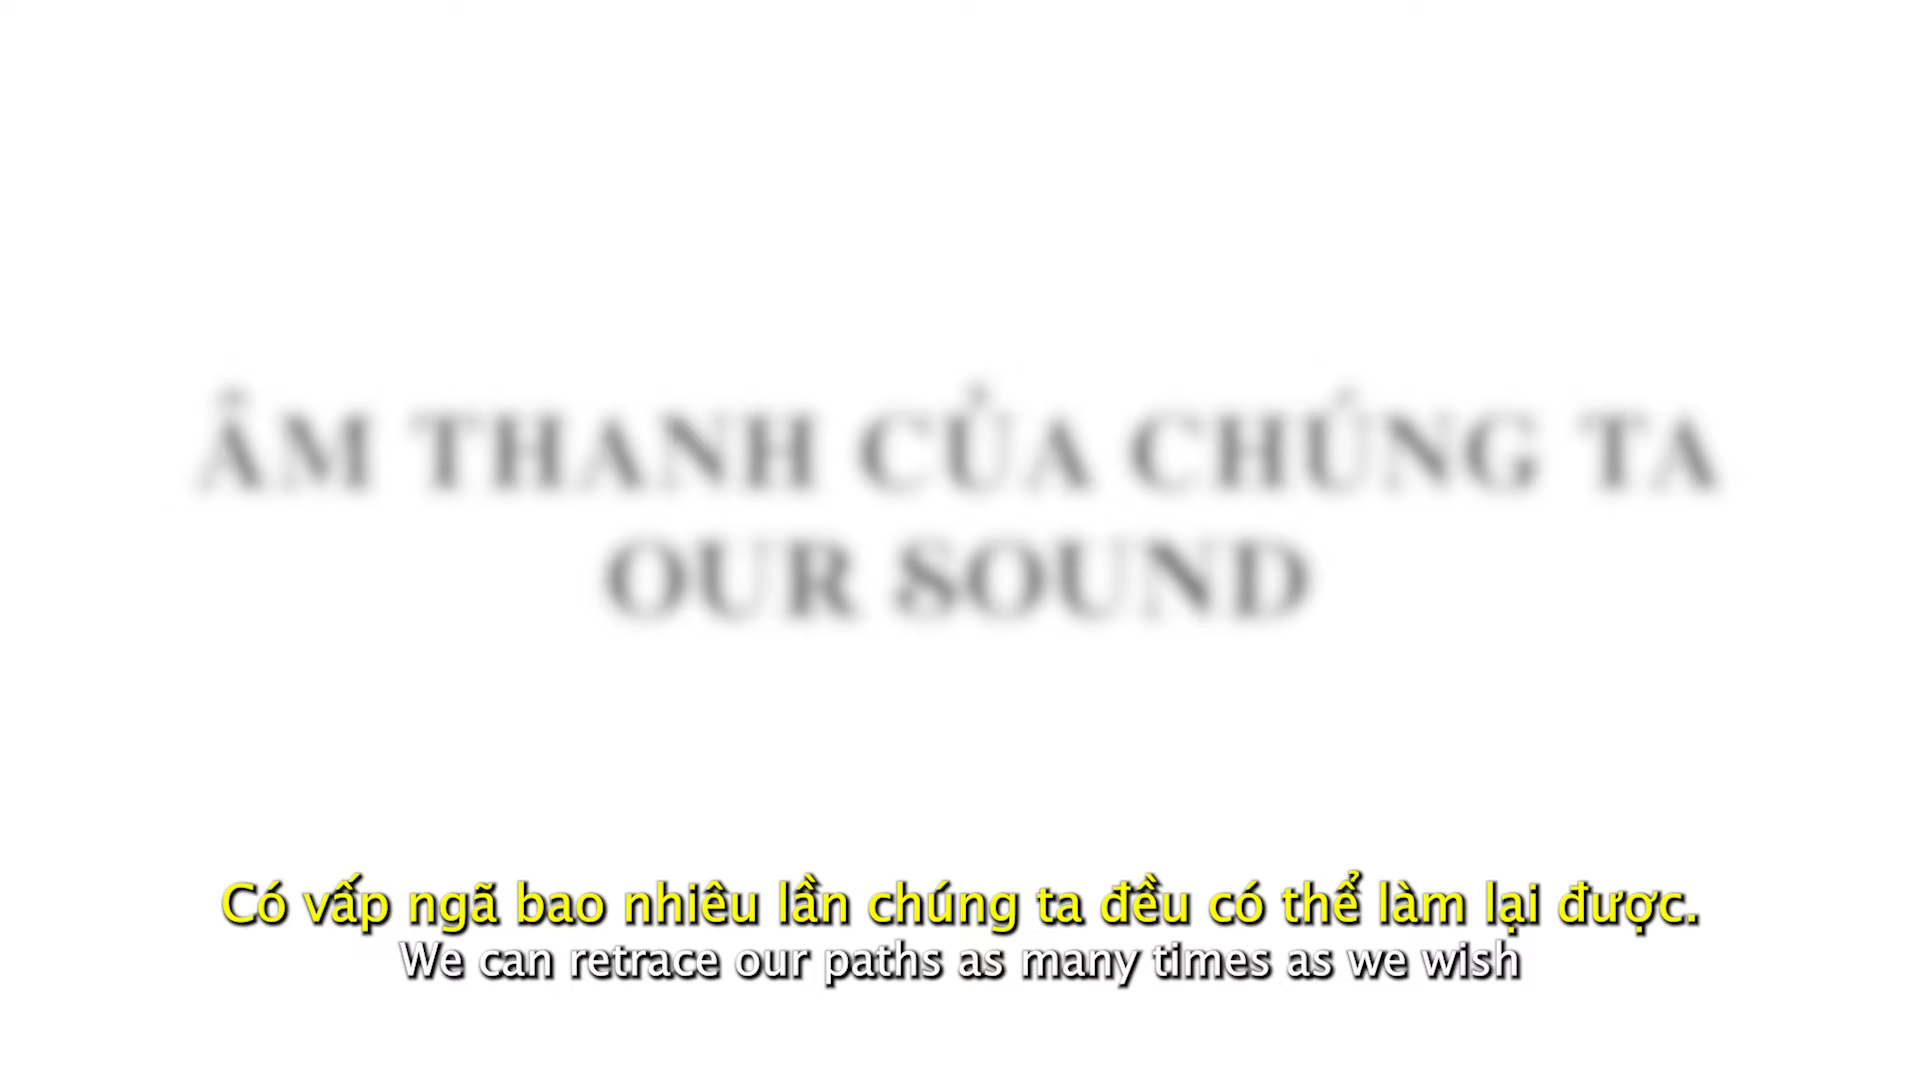 ÂM THANH CỦA CHÚNG TA
OUR SOUND
Có vấp ngã bao nhiêu lần chúng ta đều có thể làm lại được.
We can retrace our paths as many times as we wish